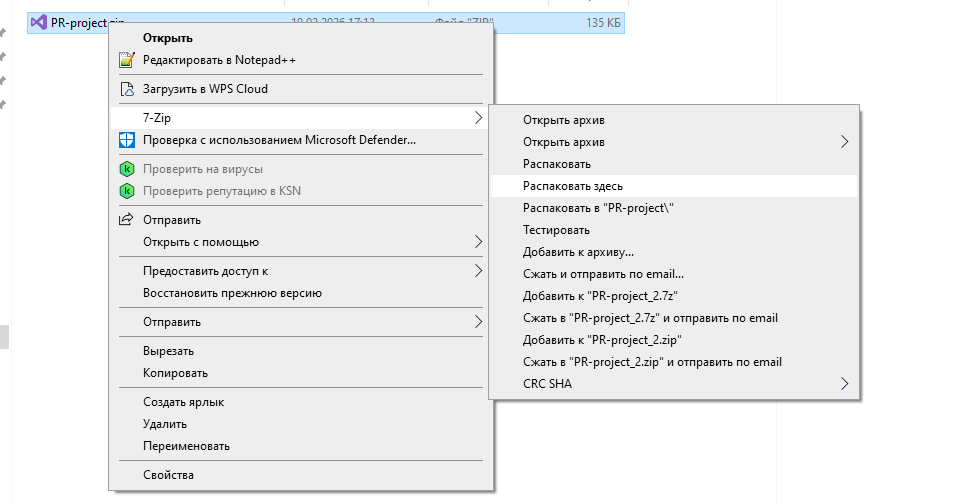 PR-project.zip 19.03.2026 17:13 Файл "ZIP" 135 КБ
Открыть
Редактировать в Notepad++
Загрузить в WPS Cloud
7-Zip
Проверка с использованием Microsoft Defender...
Проверить на вирусы
Проверить репутацию в KSN
Отправить
Открыть с помощью
Предоставить доступ к
Восстановить прежнюю версию
Отправить
Вырезать
Копировать
Создать ярлык
Удалить
Переименовать
Свойства
Открыть архив
Открыть архив
Распаковать
Распаковать здесь
Распаковать в "PR-project\"
Тестировать
Добавить к архиву...
Сжать и отправить по email...
Добавить к "PR-project_2.7z"
Сжать в "PR-project_2.7z" и отправить по email
Добавить к "PR-project_2.zip"
Сжать в "PR-project_2.zip" и отправить по email
CRC SHA